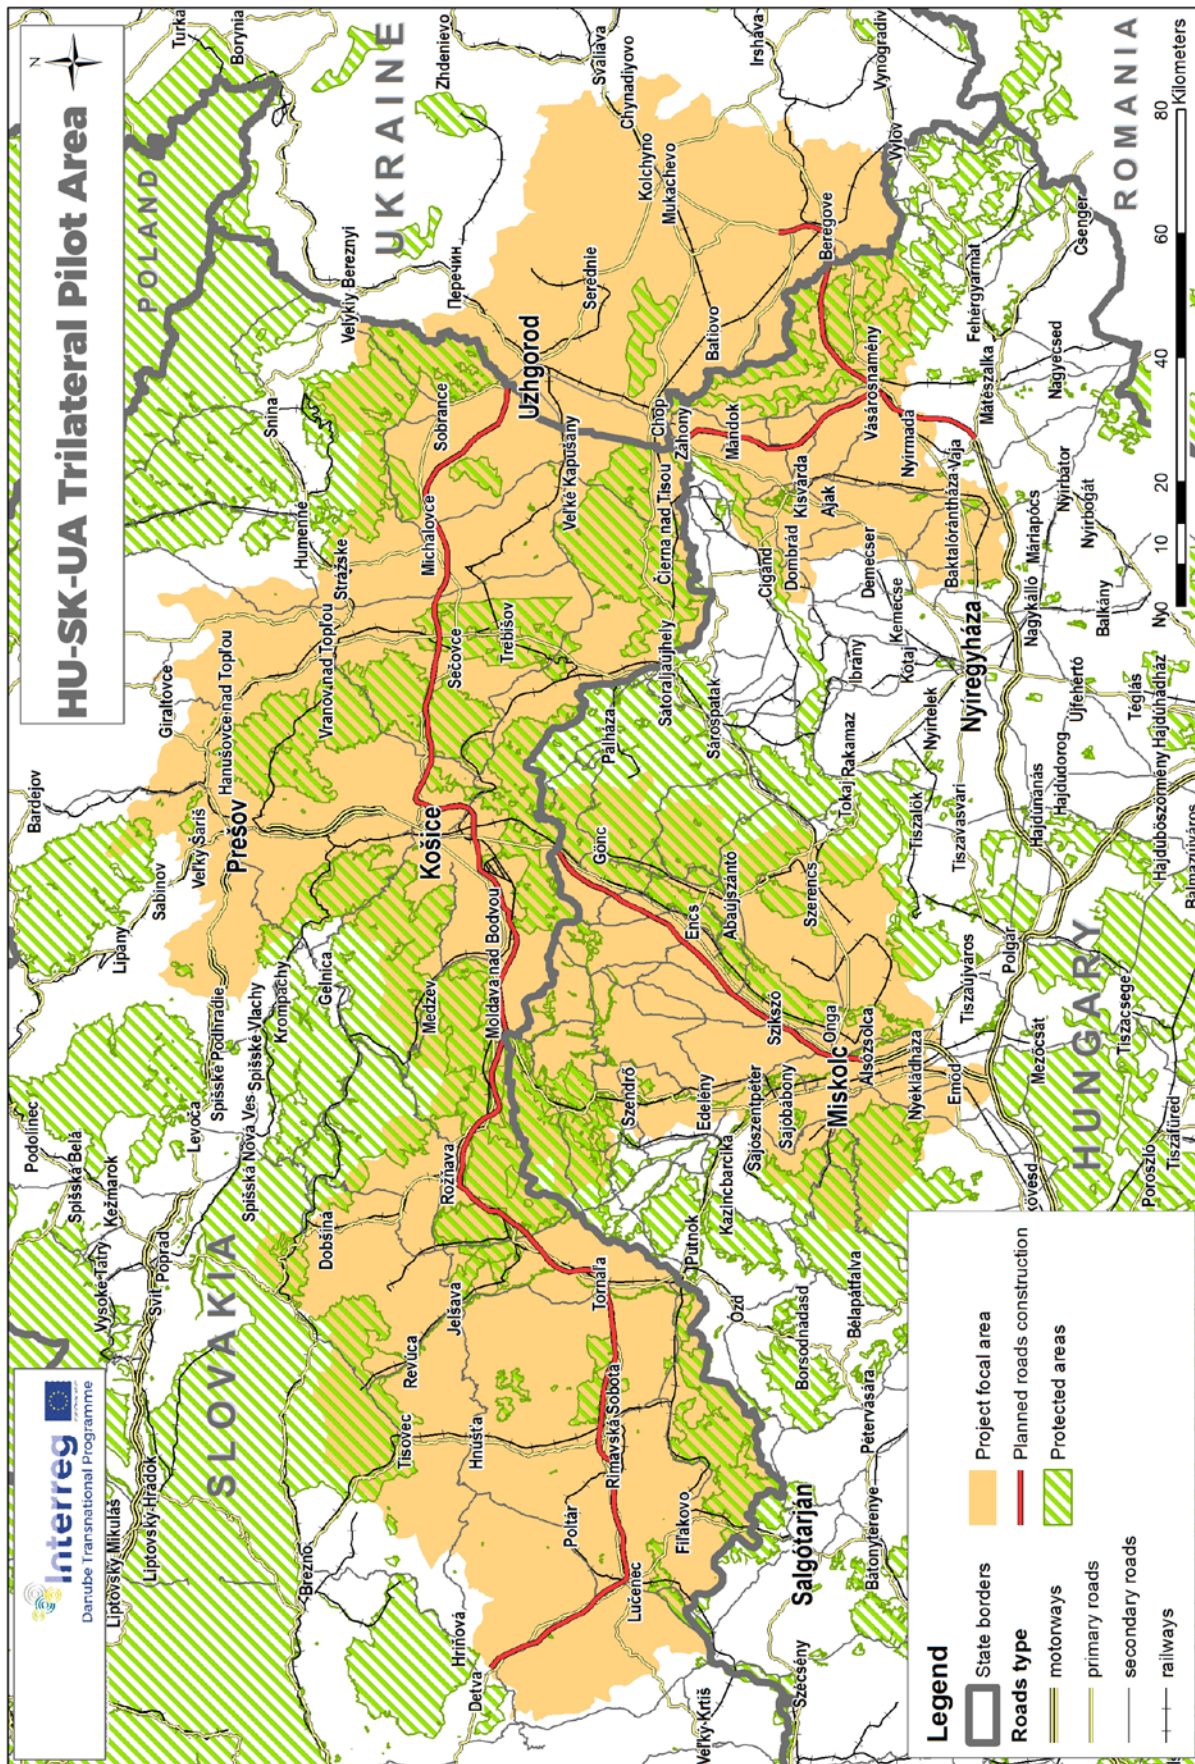 HU-SK-UA Trilateral Pilot Area
N
Interreg
Danube Transnational Programme
POLAND
UKRAINE
SLOVAKIA
HUNGARY
ROMANIA
Turka
Borynia
Zhdenievo
Svaliava
Chynadiyovo
Irshava
Vynogradiv
Kolchyno
Mukachevo
Vylov
Beregove
Velykiy Bereznyi
Перечин
Serednie
Uzhgorod
Batiovo
Chop
Snina
Sobrance
Humenné
Strážske
Michalovce
Veľké Kapušany
Čierna nad Tisou
Giraltovce
Hanušovce nad Topľou
Vranov nad Topľou
Sečovce
Trebišov
Bardejov
Sabinov
Lipany
Veľký Šariš
Prešov
Košice
Moldava nad Bodvou
Medzev
Gelnica
Krompachy
Spišské Podhradie
Spišské Vlachy
Spišská Nová Ves
Levoča
Podolínec
Spišská Belá
Kežmarok
Vysoké Tatry
Poprad
Svit
Dobšiná
Rožňava
Jelšava
Revúca
Tornaľa
Tisovec
Hnúšťa
Rimavská Sobota
Poltár
Fiľakovo
Lučenec
Brezno
Hriňová
Detva
Veľký Krtíš
Liptovský Mikuláš
Liptovský Hrádok
Záhony
Mándok
Kisvárda
Ajak
Vásárosnamény
Nyírmada
Vaja
Baktalórántháza
Fehérgyarmat
Csenger
Mátészalka
Nagyecsed
Nyírbátor
Nyírbogát
Máriapócs
Nagykálló
Balkány
Cigánd
Dombrád
Demecser
Kemecse
Kótaj
Ibrány
Nyíregyháza
Nyírtelek
Rakamaz
Tokaj
Újfehértó
Téglás
Hajdúhadház
Hajdúböszörmény
Hajdúdorog
Hajdúnánás
Balmazújváros
Tiszalök
Tiszavasvári
Sátoraljaújhely
Sárospatak
Pálháza
Gönc
Abaújszántó
Encs
Szerencs
Szikszó
Onga
Miskolc
Alsózsolca
Nyékládháza
Emőd
Tiszaújváros
Polgár
Mezőcsát
Tiszacsege
Tiszafüred
Poroszló
Szendrő
Edelény
Sajószentpéter
Sajóbábony
Kazincbarcika
Putnok
Ózd
Borsodnádasd
Bélapátfalva
Pétervására
Salgótarján
Bátonyterenye
Szécsény
0 10 20 40 60 80
Kilometers
Legend
State borders
Roads type
motorways
primary roads
secondary roads
railways
Project focal area
Planned roads construction
Protected areas